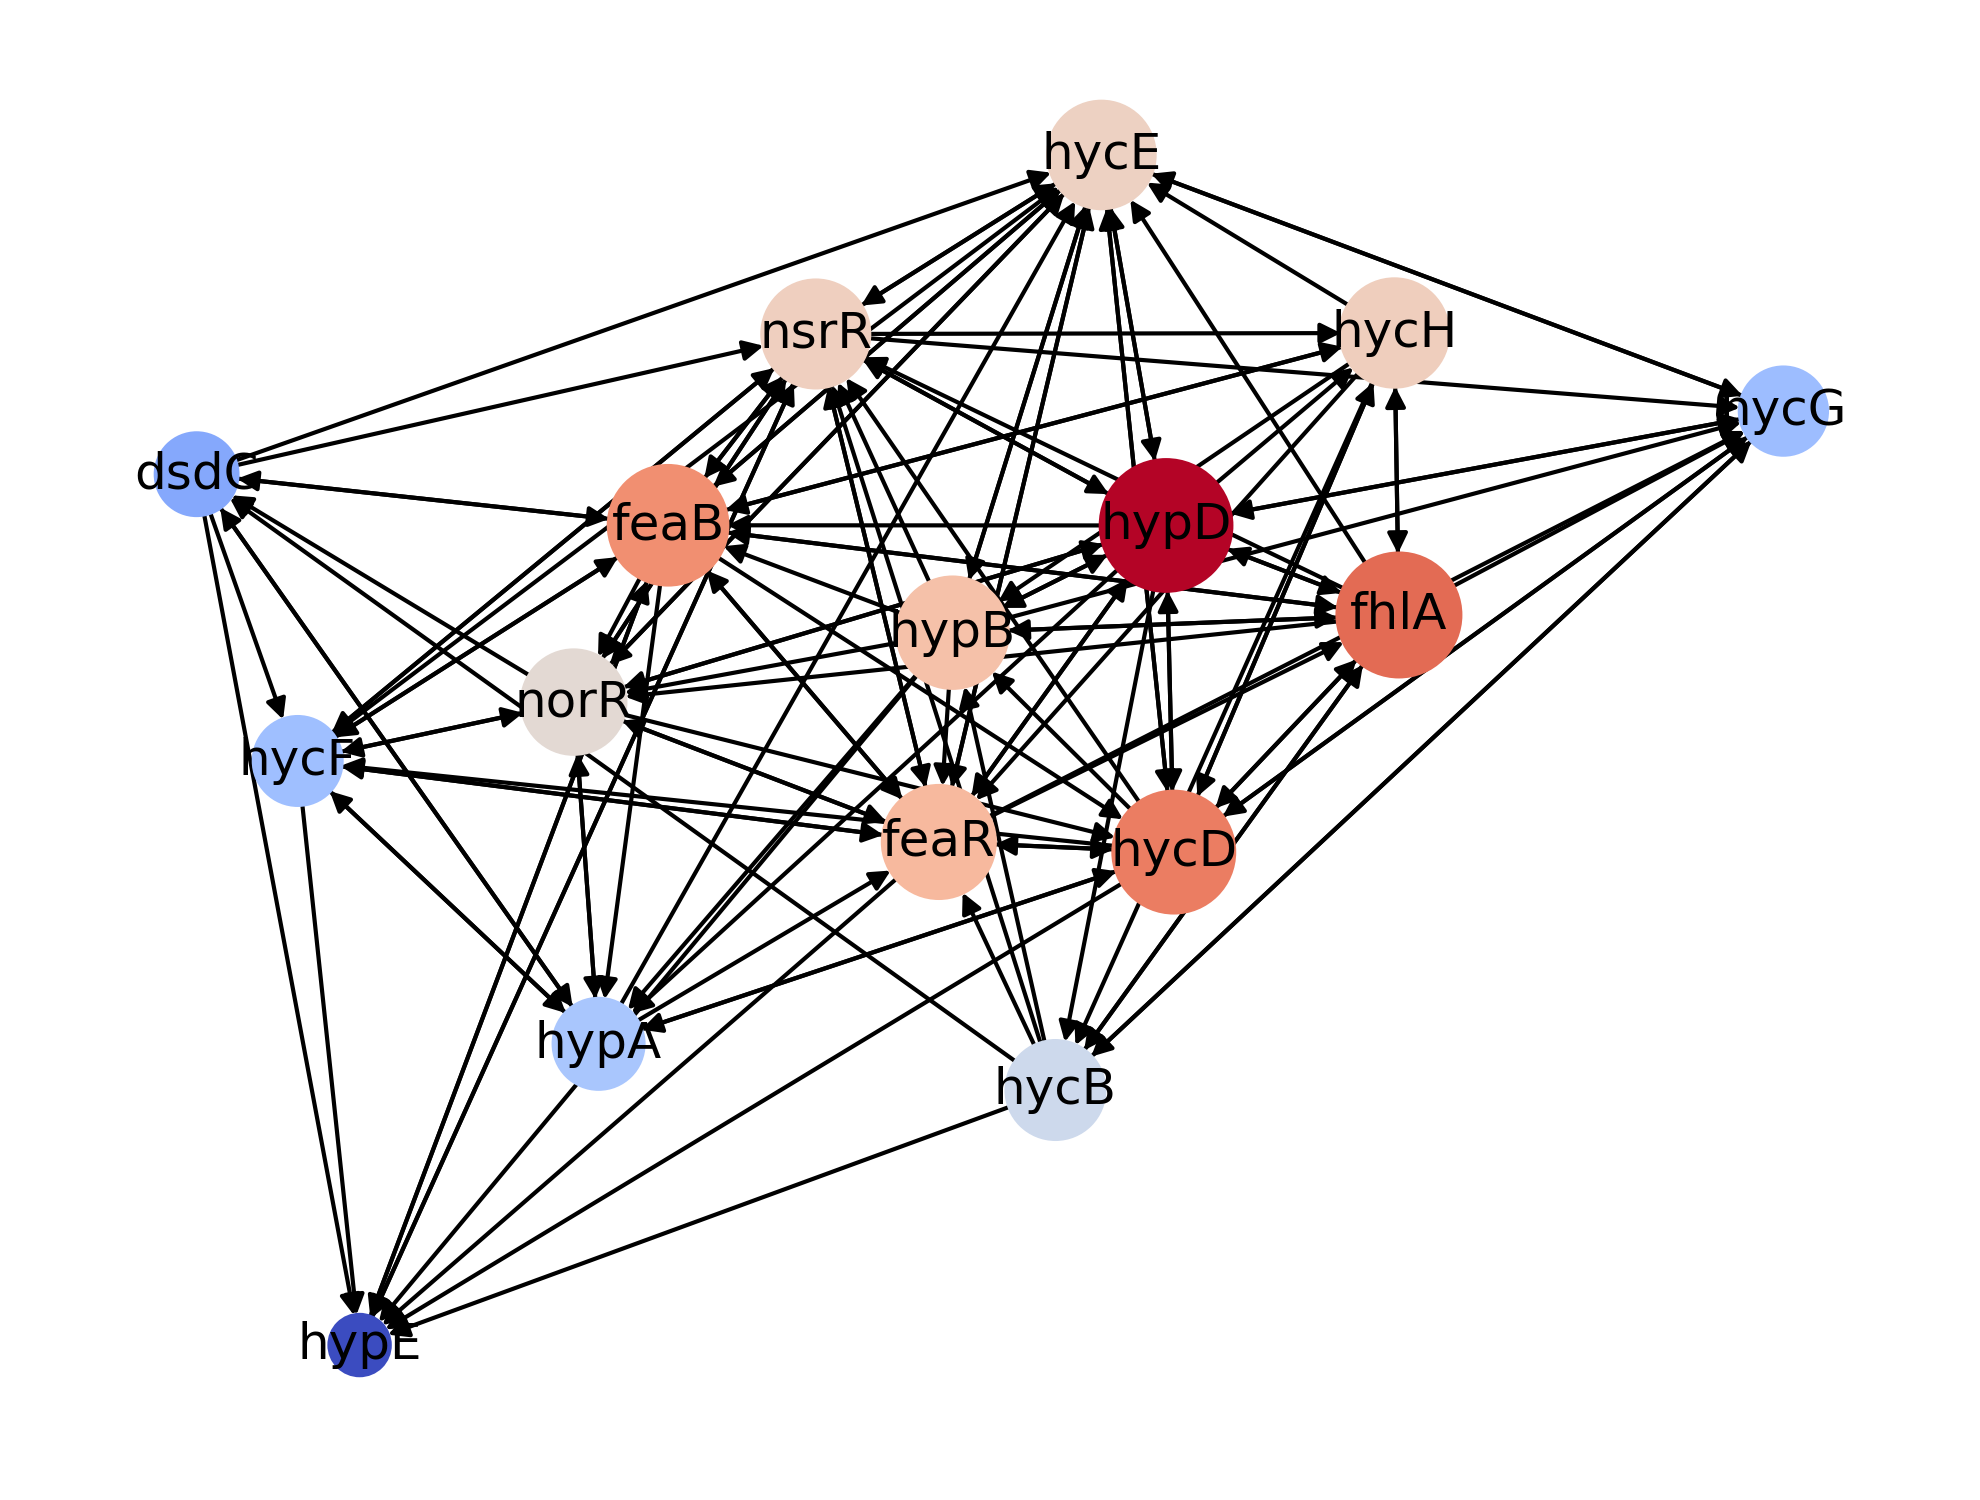 hycE
nsrR
hycH
hycG
dsdC
feaB
hypD
fhlA
hypB
norR
hycF
feaR
hycD
hypA
hycB
hypE